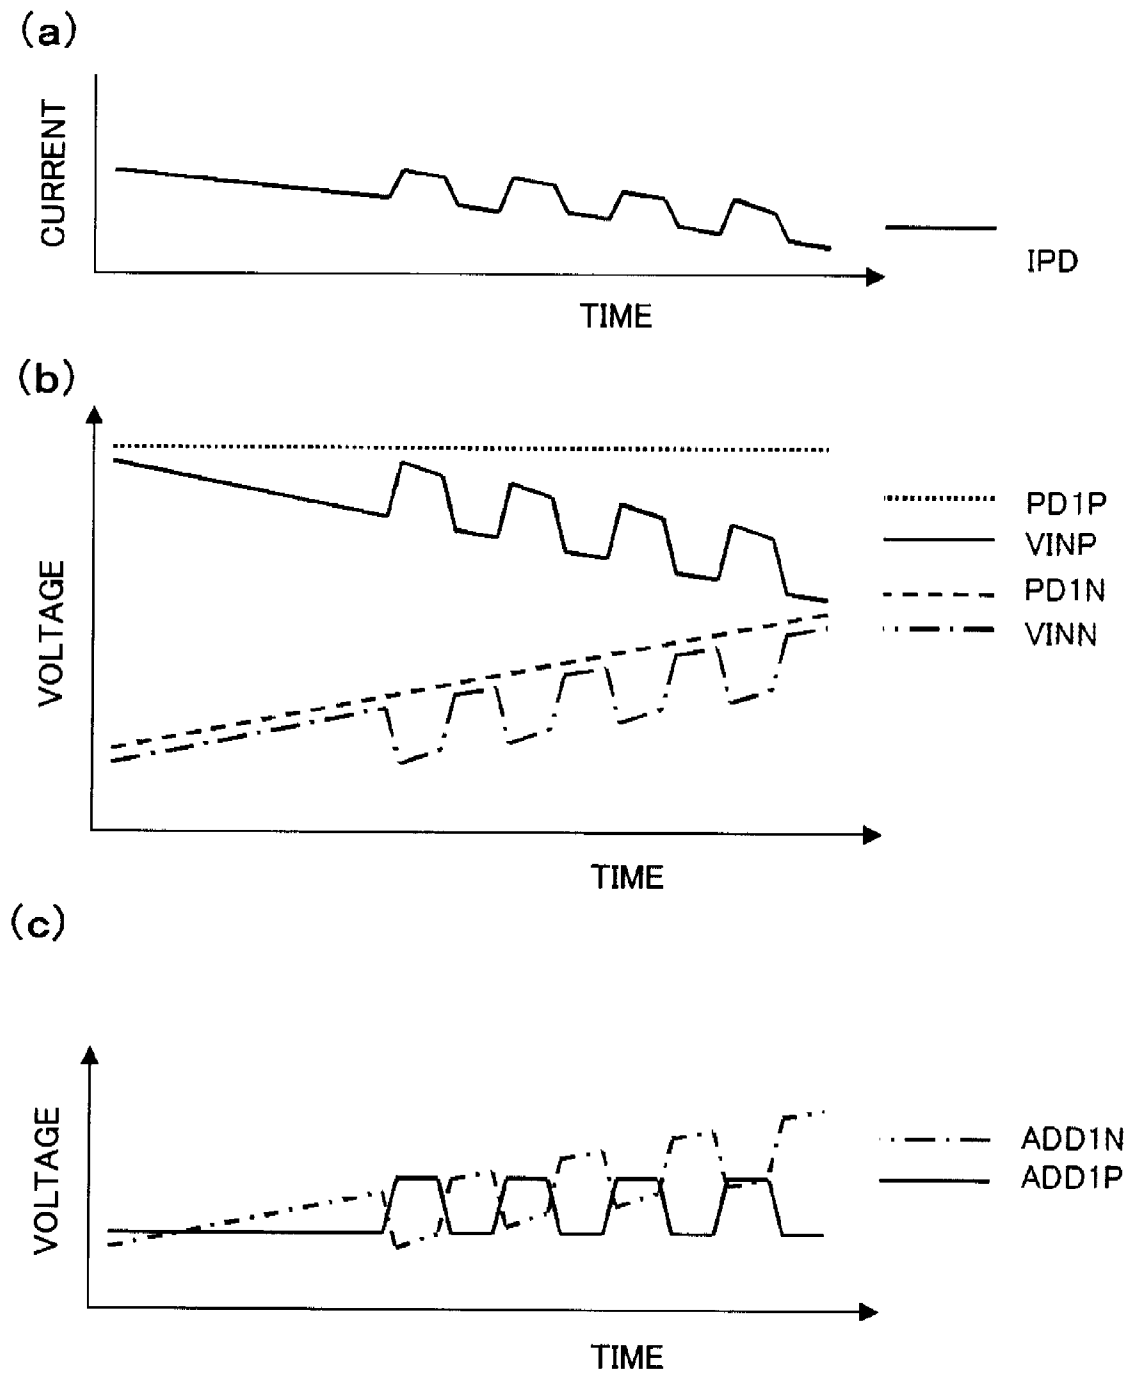 (a)
CURRENT
IPD
TIME
(b)
PD1P
VINP
PD1N
VINN
VOLTAGE
TIME
(c)
ADD1N
ADD1P
VOLTAGE
TIME